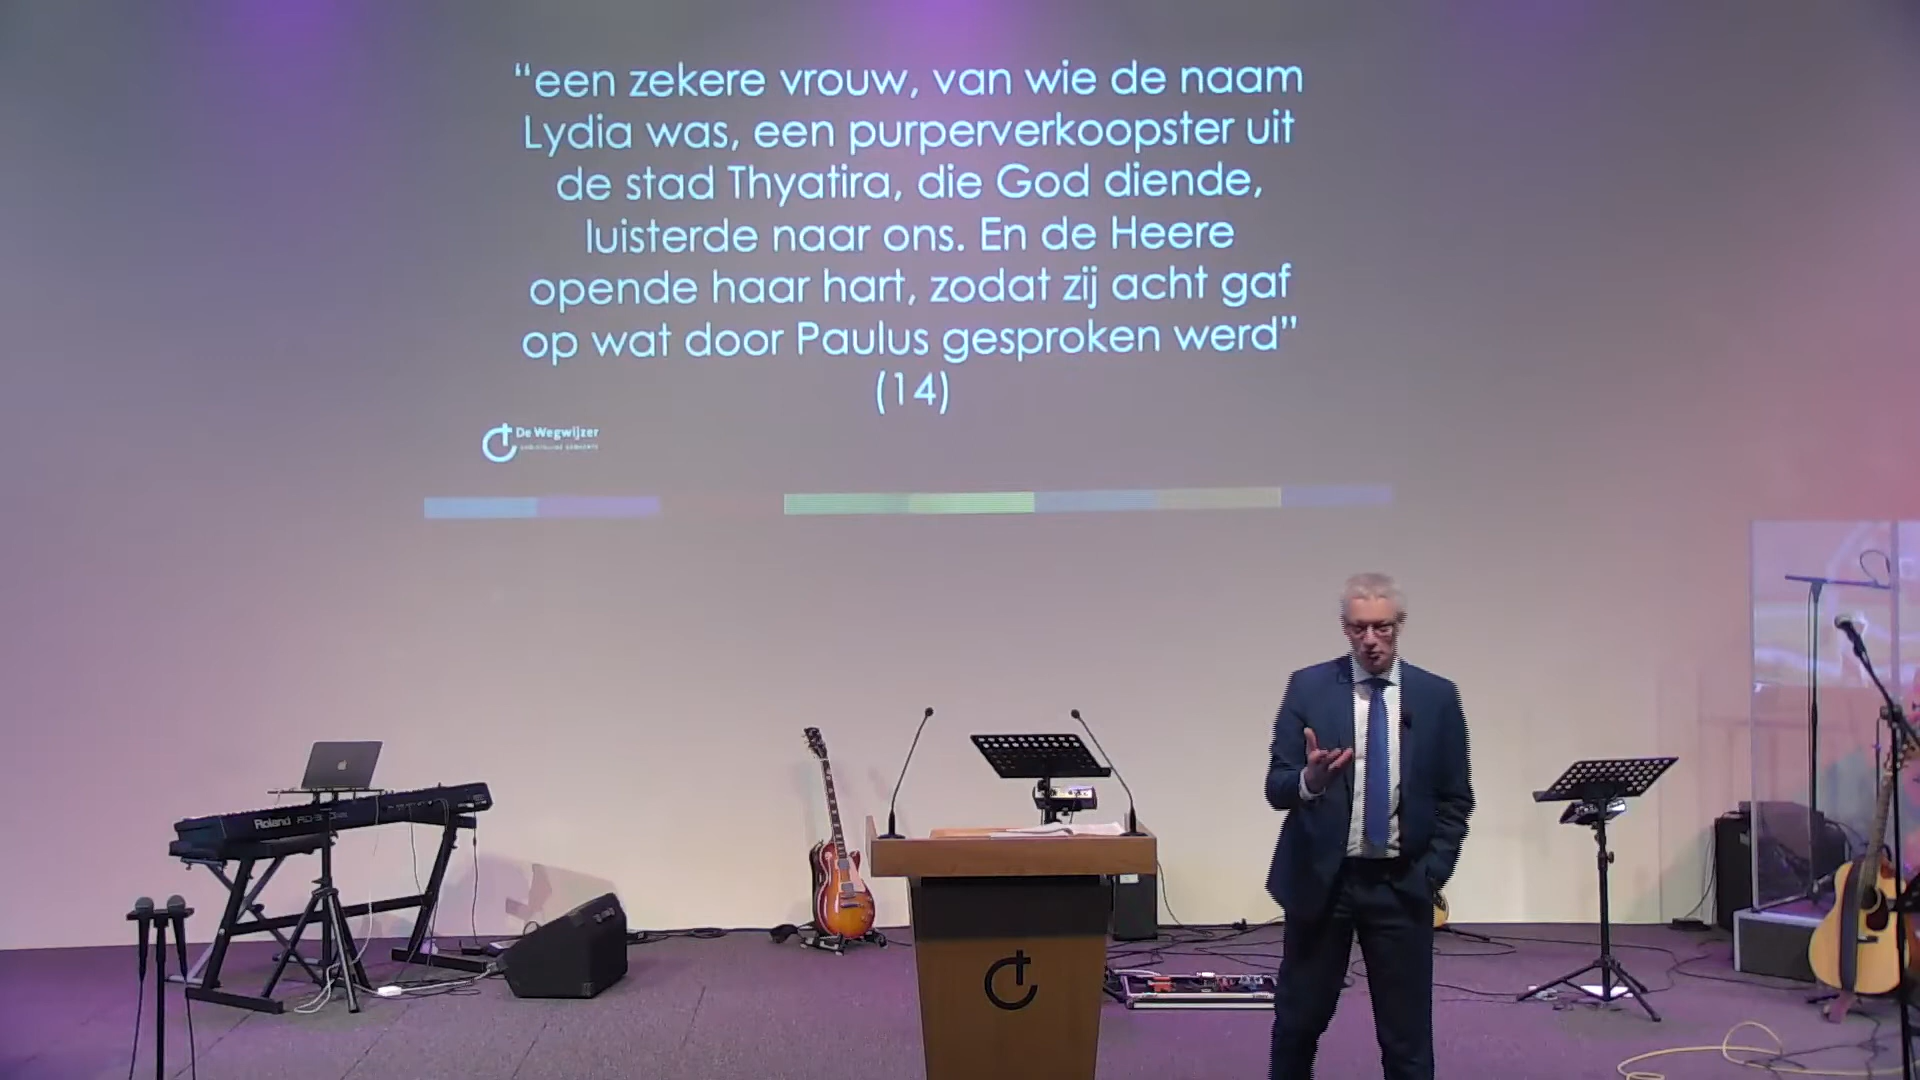 “een zekere vrouw, van wie de naam
Lydia was, een purperverkoopster uit
de stad Thyatira, die God diende,
luisterde naar ons. En de Heere
opende haar hart, zodat zij acht gaf
op wat door Paulus gesproken werd”
(14)
De Wegwijzer
Roland